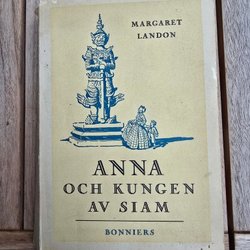 MARGARET
LANDON
ANNA
OCH KUNGEN
AV SIAM
BONNIERS